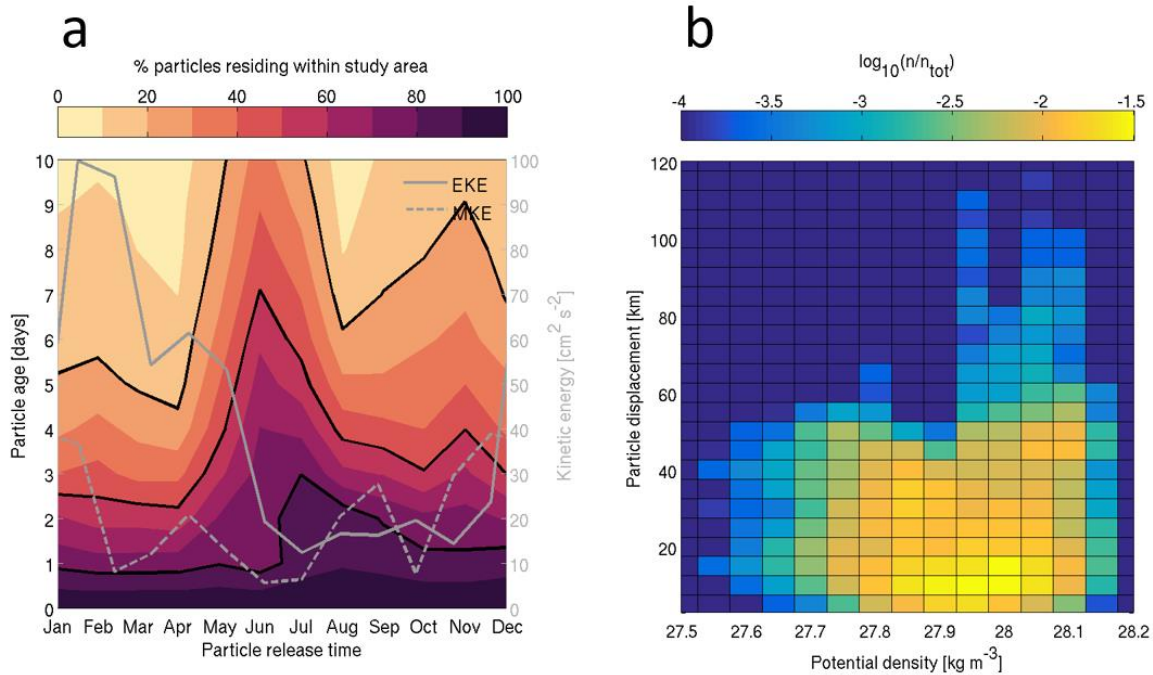 a
% particles residing within study area
0 20 40 60 80 100
10
9
8
7
6
5
4
3
2
1
0
Particle age [days]
EKE
MKE
100
90
80
70
60
50
40
30
20
10
0
Kinetic energy [cm² s⁻²]
Jan Feb Mar Apr May Jun Jul Aug Sep Oct Nov Dec
Particle release time
b
log₁₀(n/nₜₒₜ)
-4 -3.5 -3 -2.5 -2 -1.5
120
100
80
60
40
20
Particle displacement [km]
27.5 27.6 27.7 27.8 27.9 28 28.1 28.2
Potential density [kg m⁻³]